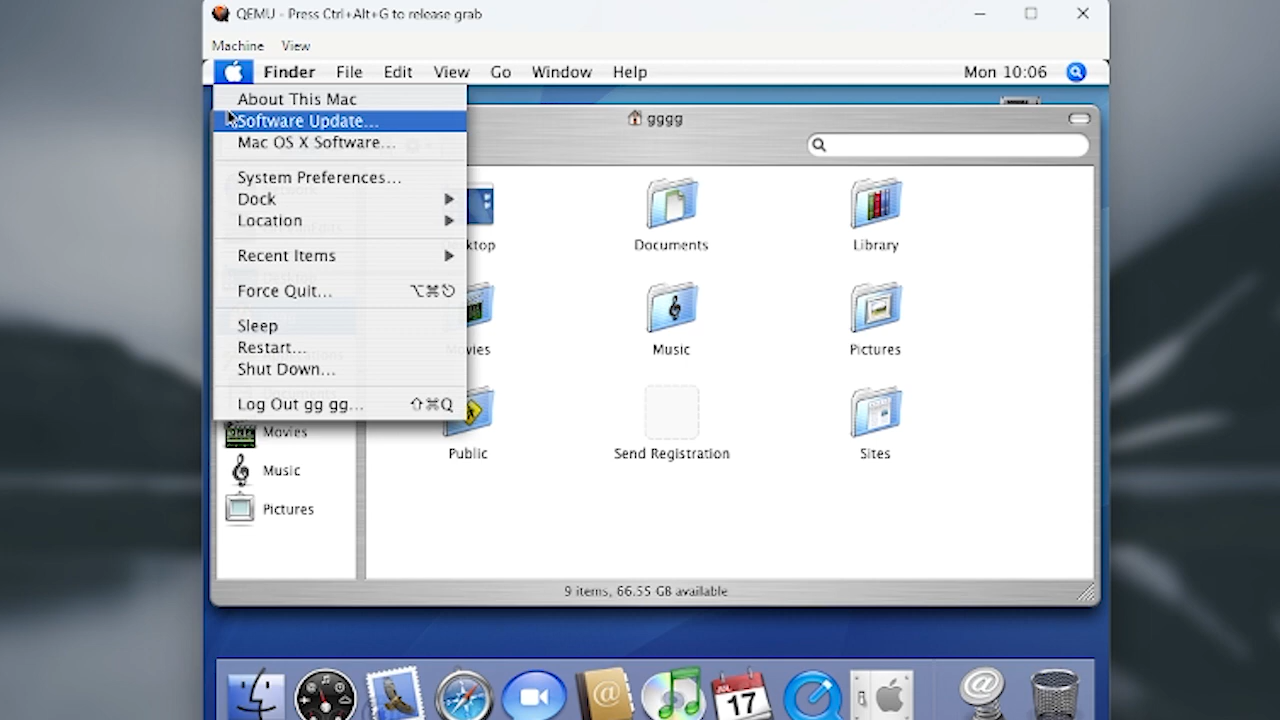 QEMU - Press Ctrl+Alt+G to release grab
Machine View
Finder File Edit View Go Window Help Mon 10:06
About This Mac
Software Update...
Mac OS X Software...
System Preferences...
Dock
Location
Recent Items
Force Quit... ⌥⌘⎋
Sleep
Restart...
Shut Down...
Log Out gg gg... ⇧⌘Q
gggg
Documents Library
Music Pictures
Public Send Registration Sites
Movies
Music
Pictures
9 items, 66.55 GB available
JUL
17